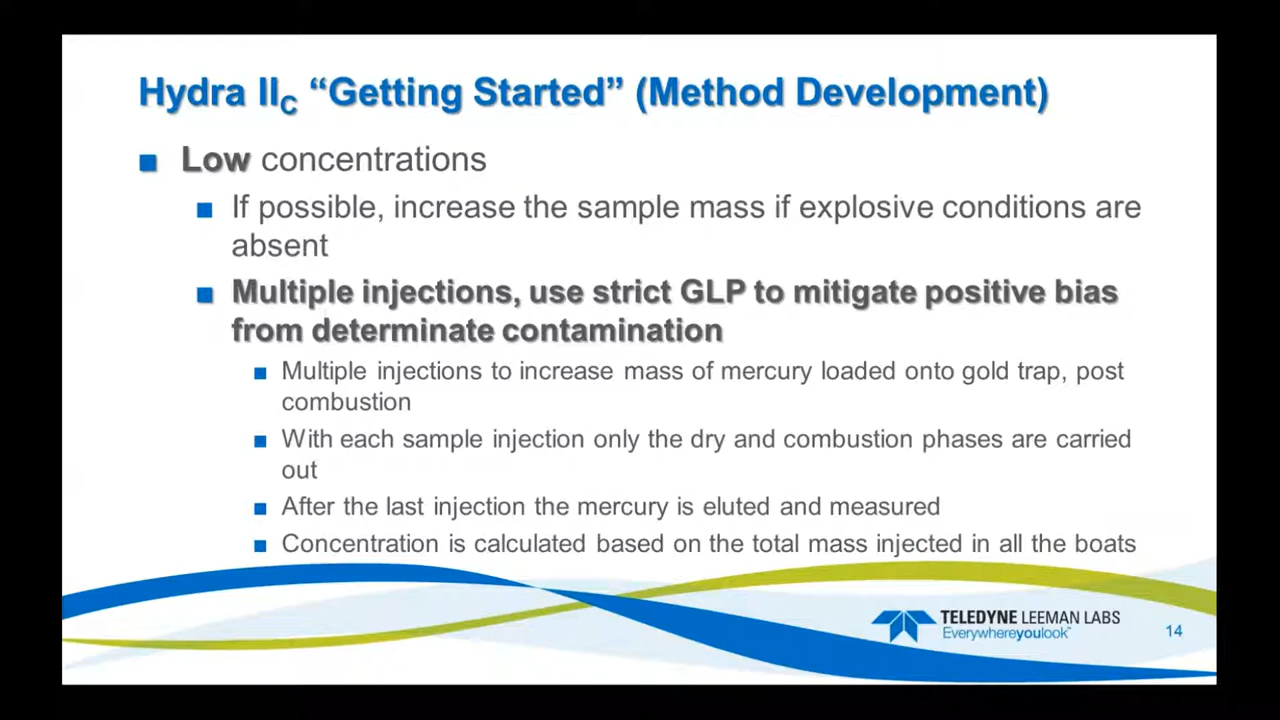 Hydra IIC “Getting Started” (Method Development)
Low concentrations
If possible, increase the sample mass if explosive conditions are
absent
Multiple injections, use strict GLP to mitigate positive bias
from determinate contamination
Multiple injections to increase mass of mercury loaded onto gold trap, post
combustion
With each sample injection only the dry and combustion phases are carried
out
After the last injection the mercury is eluted and measured
Concentration is calculated based on the total mass injected in all the boats
TELEDYNE LEEMAN LABS
Everywhereyoulook™
14